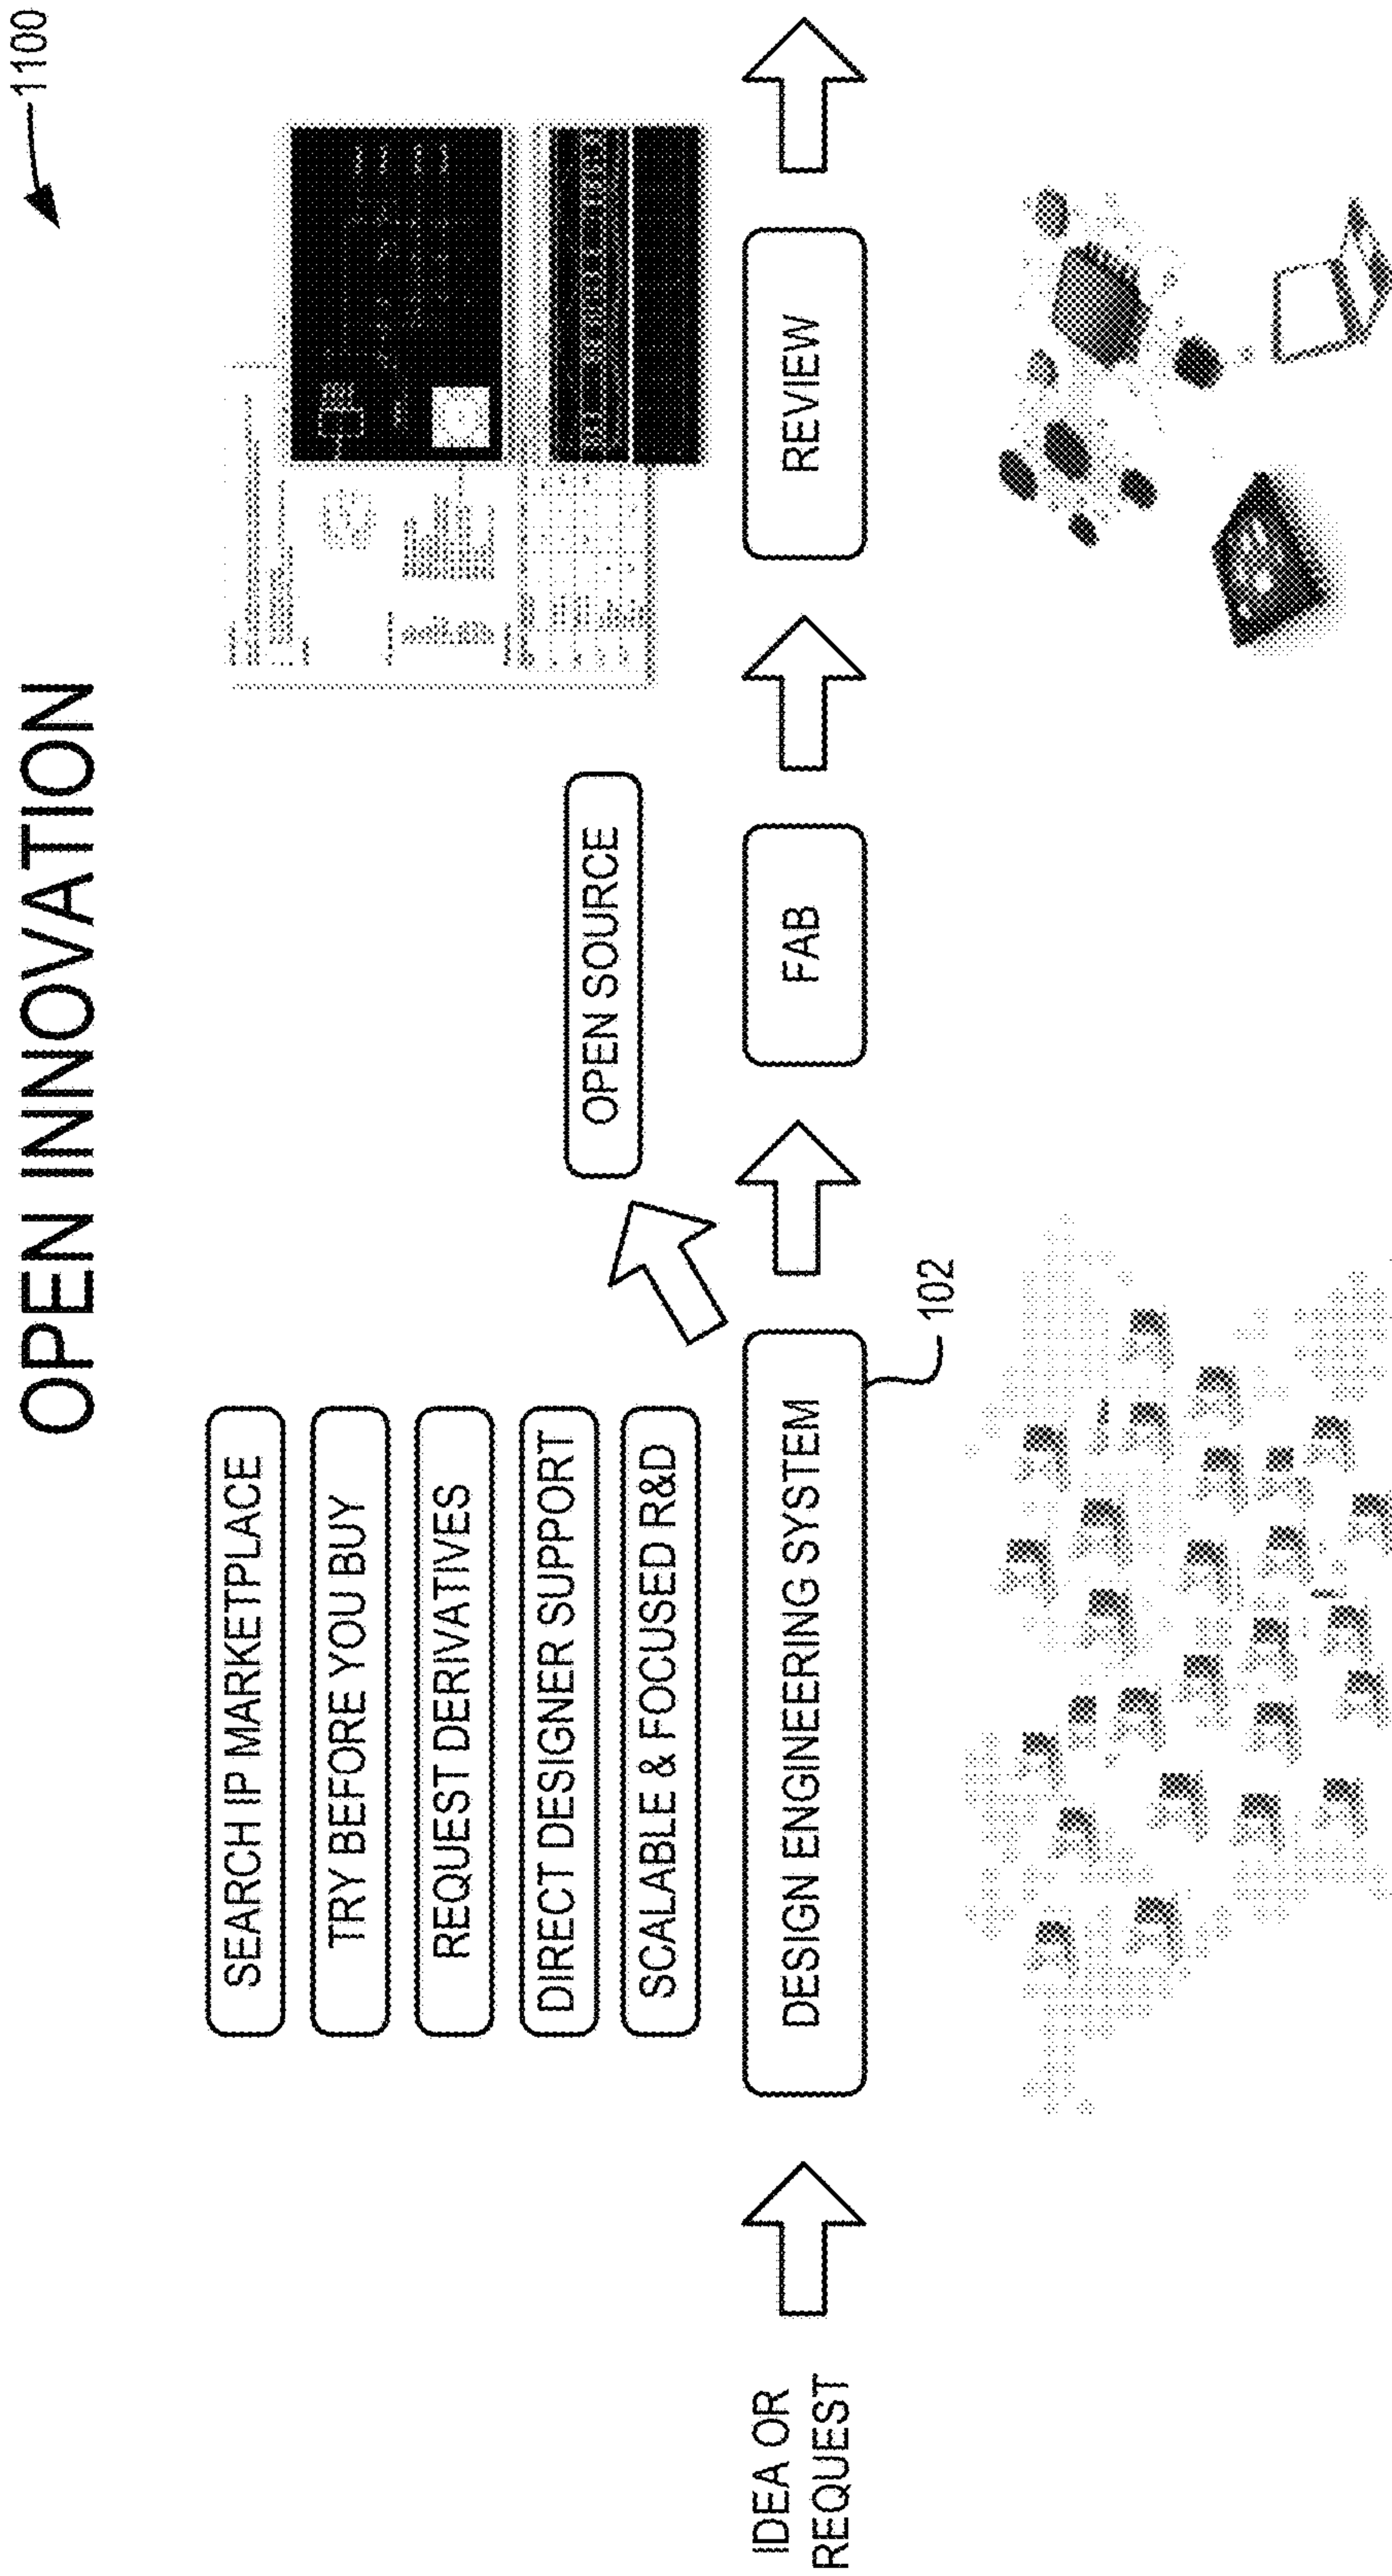 OPEN INNOVATION
1100
SEARCH IP MARKETPLACE
TRY BEFORE YOU BUY
REQUEST DERIVATIVES
DIRECT DESIGNER SUPPORT
SCALABLE & FOCUSED R&D
OPEN SOURCE
IDEA OR
REQUEST
DESIGN ENGINEERING SYSTEM
FAB
REVIEW
102